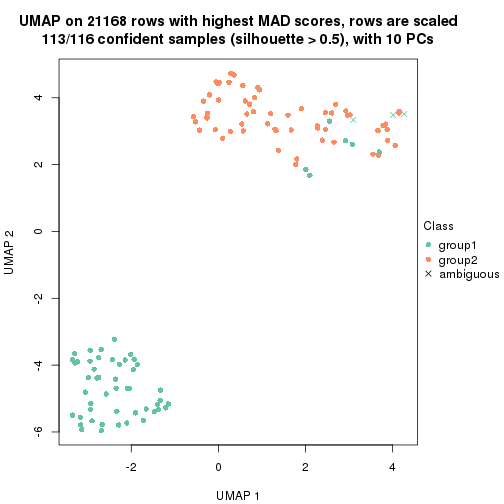 UMAP on 21168 rows with highest MAD scores, rows are scaled
113/116 confident samples (silhouette > 0.5), with 10 PCs
4
2
0
-2
-4
-6
UMAP 2
-2
0
2
4
UMAP 1
Class
group1
group2
ambiguous